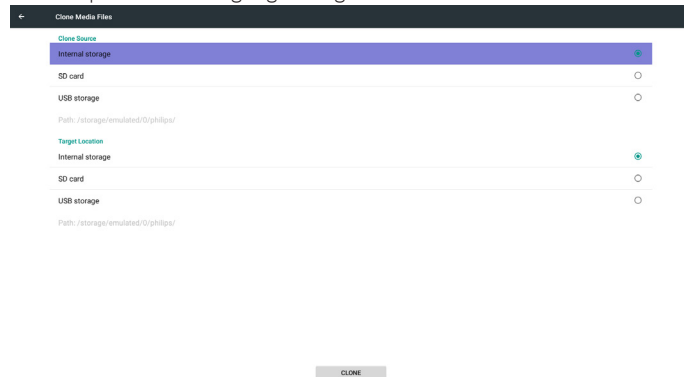 Clone Media Files
Clone Source
Internal storage
SD card
USB storage
Path: /storage/emulated/0/philips/
Target Location
Internal storage
SD card
USB storage
Path: /storage/emulated/0/philips/
CLONE